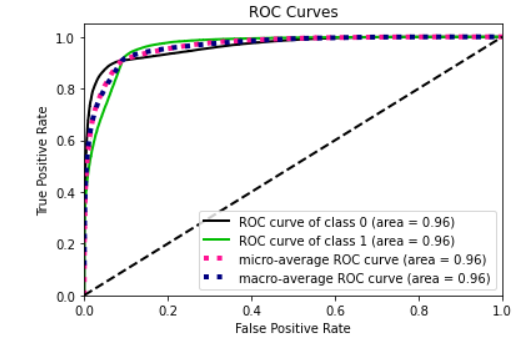 ROC Curves
True Positive Rate
1.0
0.8
0.6
0.4
0.2
0.0
ROC curve of class 0 (area = 0.96)
ROC curve of class 1 (area = 0.96)
micro-average ROC curve (area = 0.96)
macro-average ROC curve (area = 0.96)
0.0 0.2 0.4 0.6 0.8 1.0
False Positive Rate